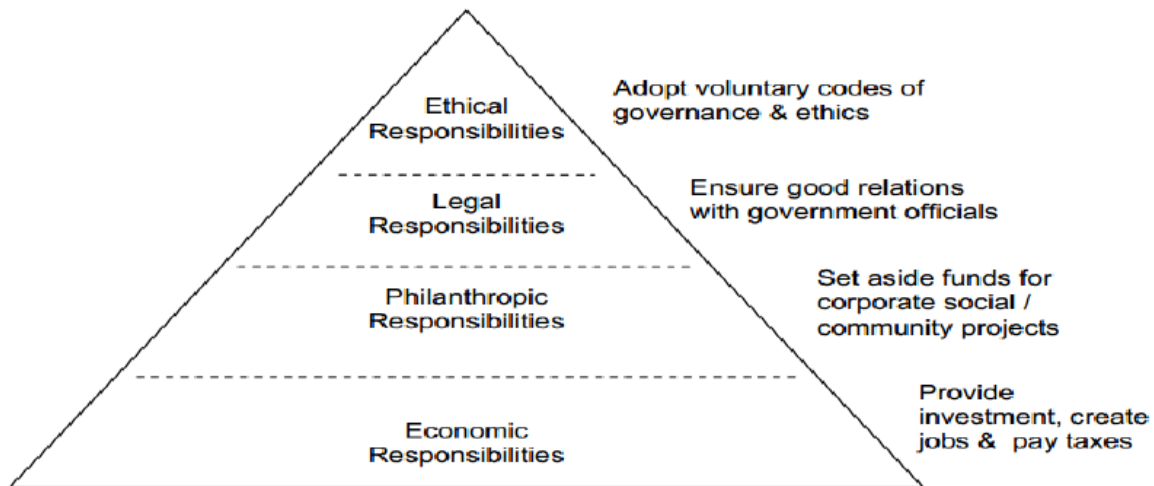 Ethical
Responsibilities
Adopt voluntary codes of
governance & ethics
Legal
Responsibilities
Ensure good relations
with government officials
Philanthropic
Responsibilities
Set aside funds for
corporate social /
community projects
Economic
Responsibilities
Provide
investment, create
jobs & pay taxes